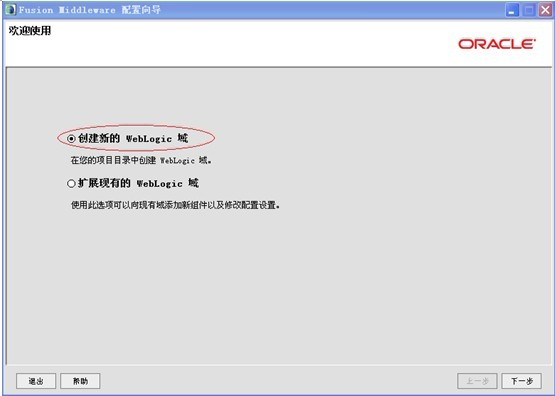 Fusion Middleware 配置向导
欢迎使用
ORACLE
创建新的 WebLogic 域
在您的项目目录中创建 WebLogic 域。
扩展现有的 WebLogic 域
使用此选项可以向现有域添加新组件以及修改配置设置。
退出 帮助 上一步 下一步